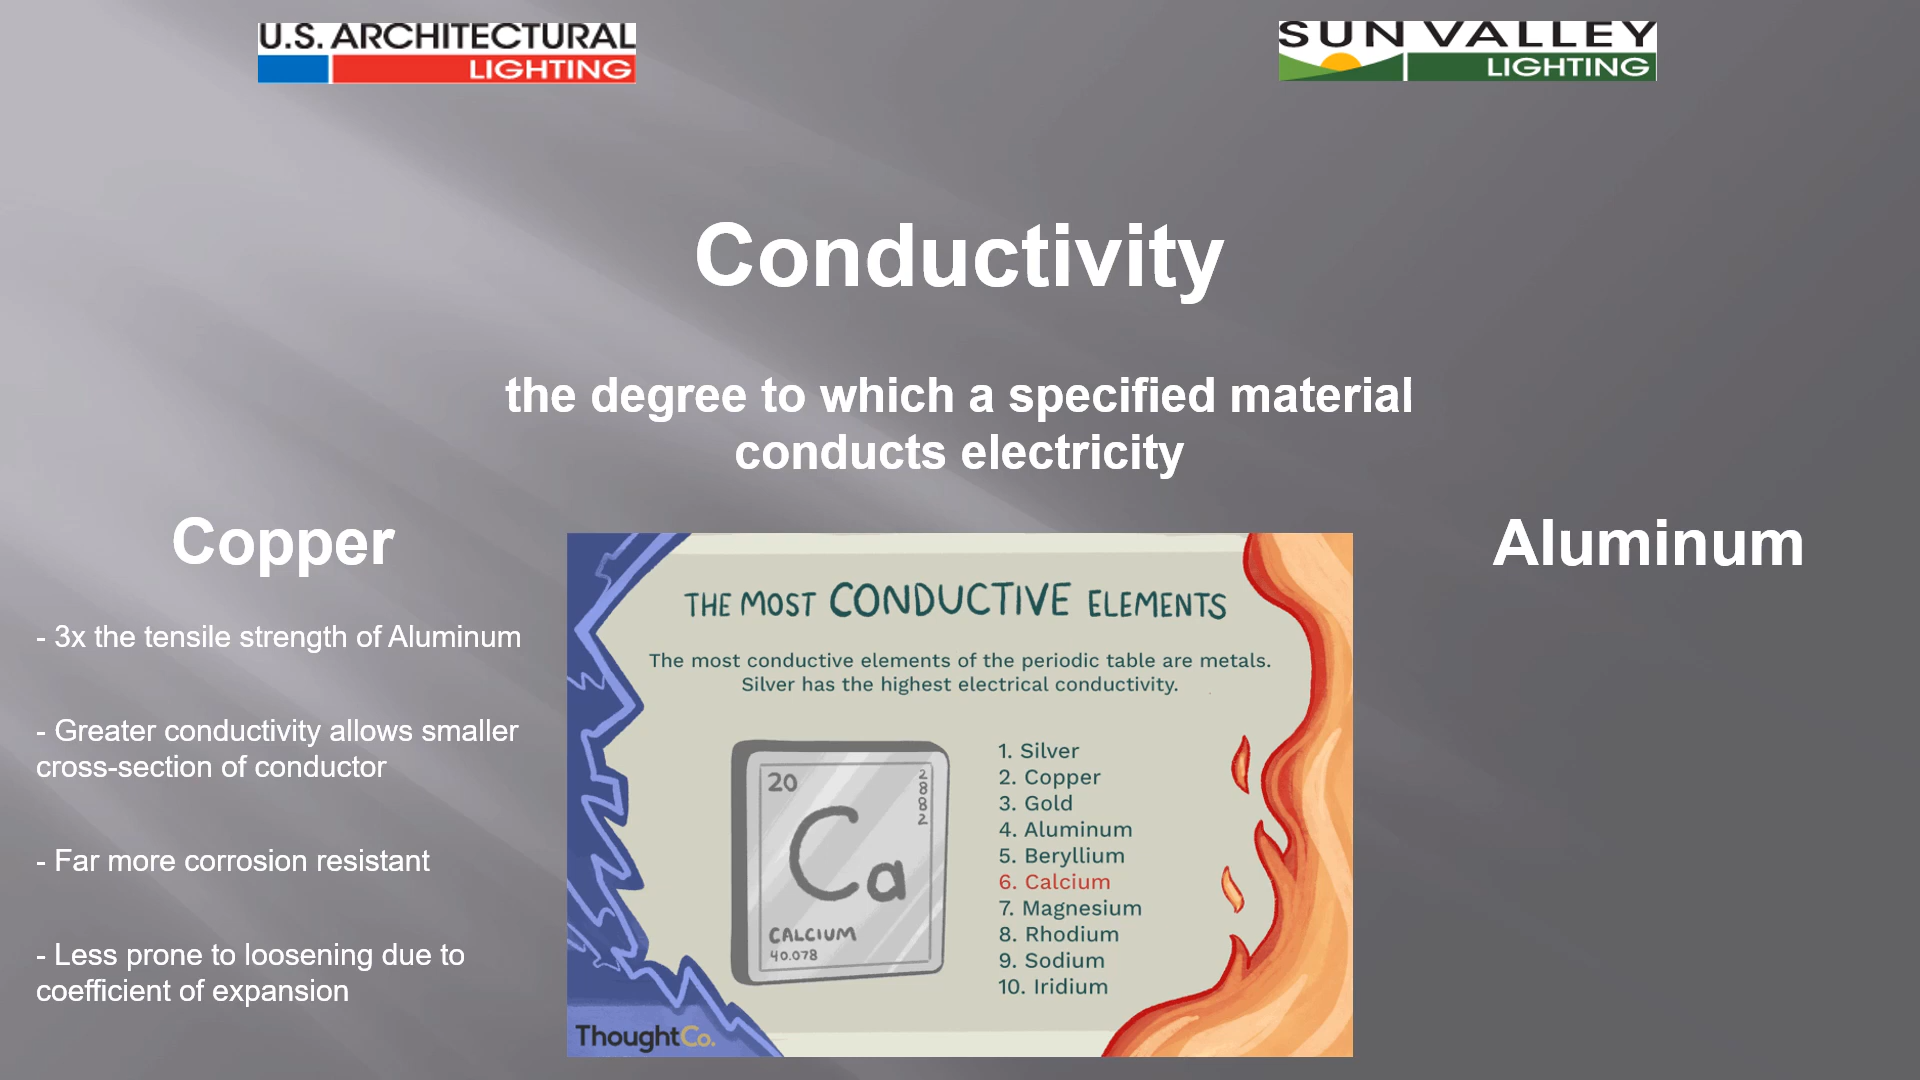 U.S. ARCHITECTURAL
LIGHTING
SUN VALLEY
LIGHTING
Conductivity
the degree to which a specified material
conducts electricity
Copper
- 3x the tensile strength of Aluminum
- Greater conductivity allows smaller
cross-section of conductor
- Far more corrosion resistant
- Less prone to loosening due to
coefficient of expansion
THE MOST CONDUCTIVE ELEMENTS
The most conductive elements of the periodic table are metals.
Silver has the highest electrical conductivity.
20
2
8
8
2
Ca
CALCIUM
40.078
1. Silver
2. Copper
3. Gold
4. Aluminum
5. Beryllium
6. Calcium
7. Magnesium
8. Rhodium
9. Sodium
10. Iridium
ThoughtCo.
Aluminum